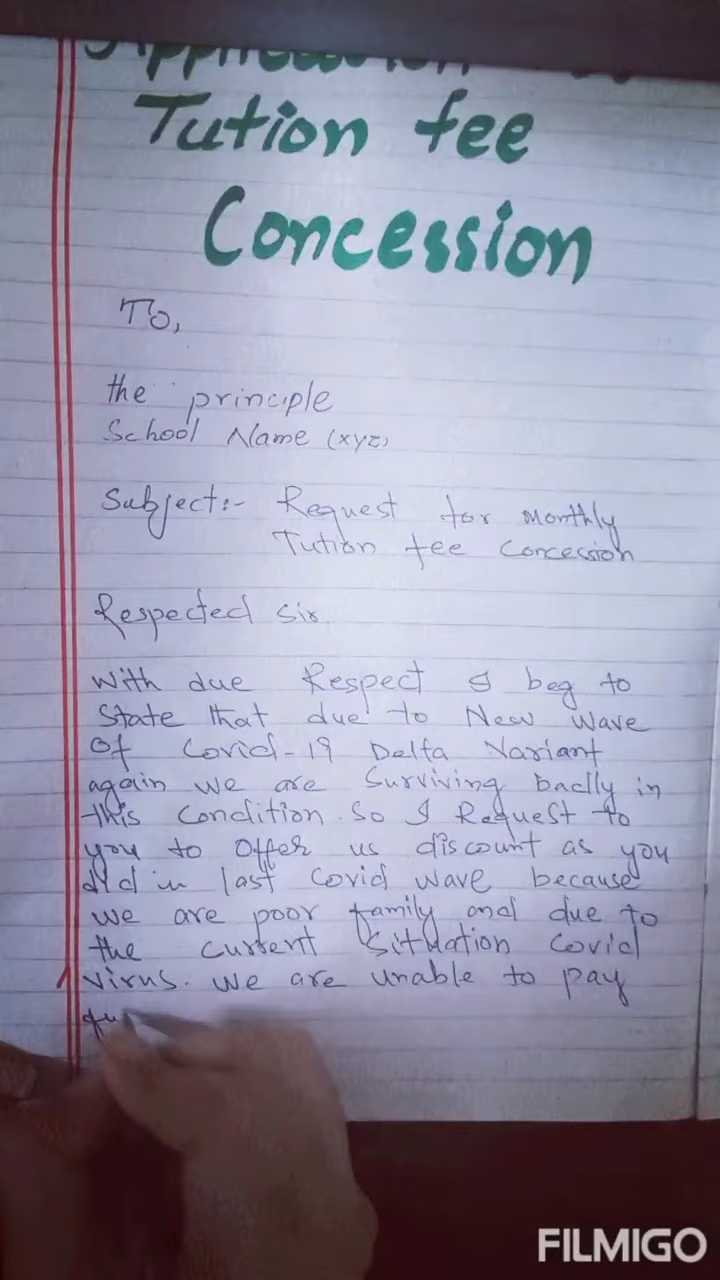 Tution fee
Concession
To,
the principle
School Name (xyz)
Subject:- Request for Monthly
Tution fee Concession
Respected Sir.
With due Respect I beg to
State that due to New Wave
Of Covid-19 Delta Variant
again we are Surviving badly in
this Condition. So I Request to
you to Offer us discount as you
did in last Covid wave because
we are poor family and due to
the current Situation Covid
virus. we are unable to pay
FILMIGO